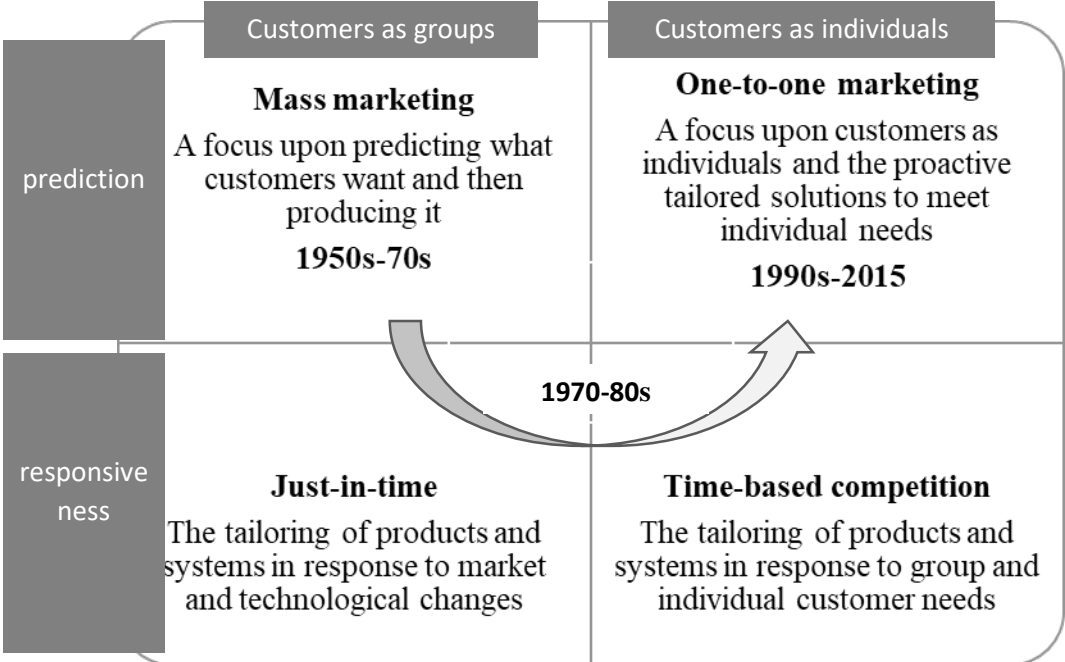 Customers as groups
Customers as individuals
prediction
Mass marketing
A focus upon predicting what
customers want and then
producing it
1950s-70s
One-to-one marketing
A focus upon customers as
individuals and the proactive
tailored solutions to meet
individual needs
1990s-2015
1970-80s
responsive
ness
Just-in-time
The tailoring of products and
systems in response to market
and technological changes
Time-based competition
The tailoring of products and
systems in response to group and
individual customer needs